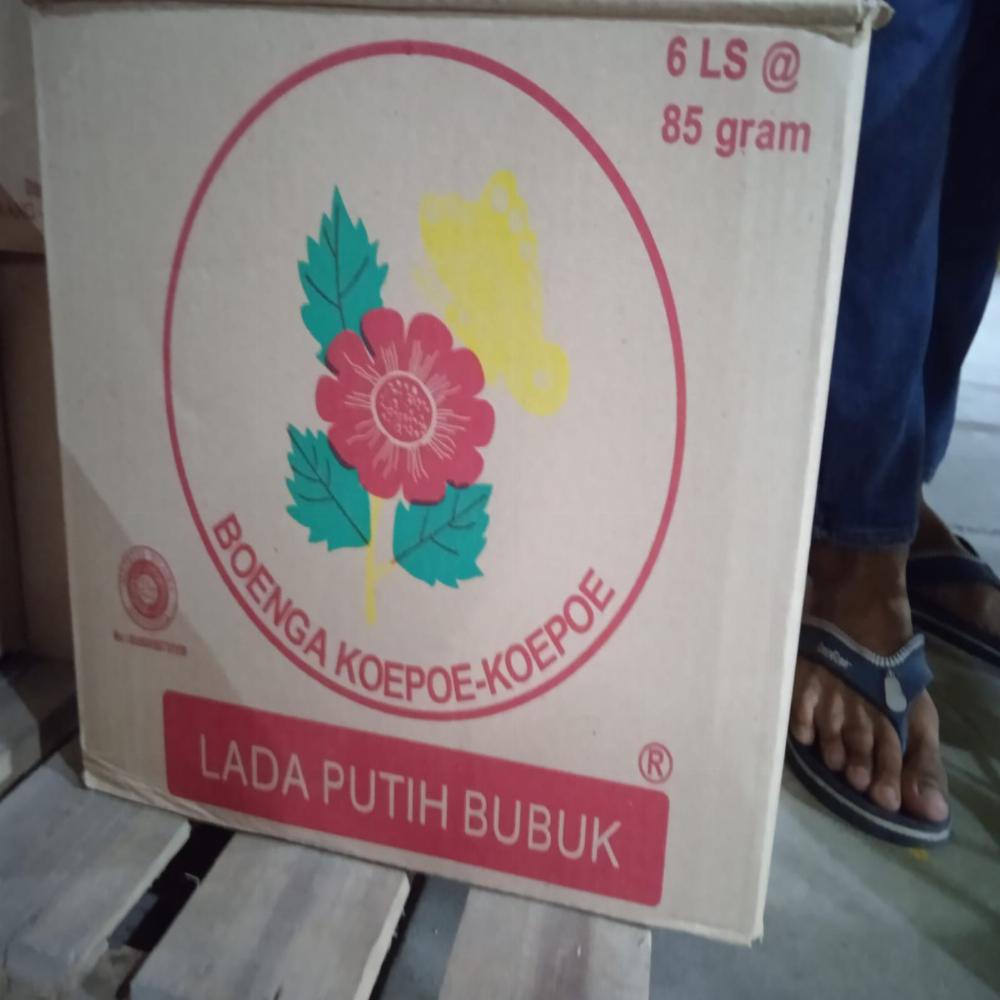 6 LS @
85 gram
BOENGA KOEPOE-KOEPOE
LADA PUTIH BUBUK
®